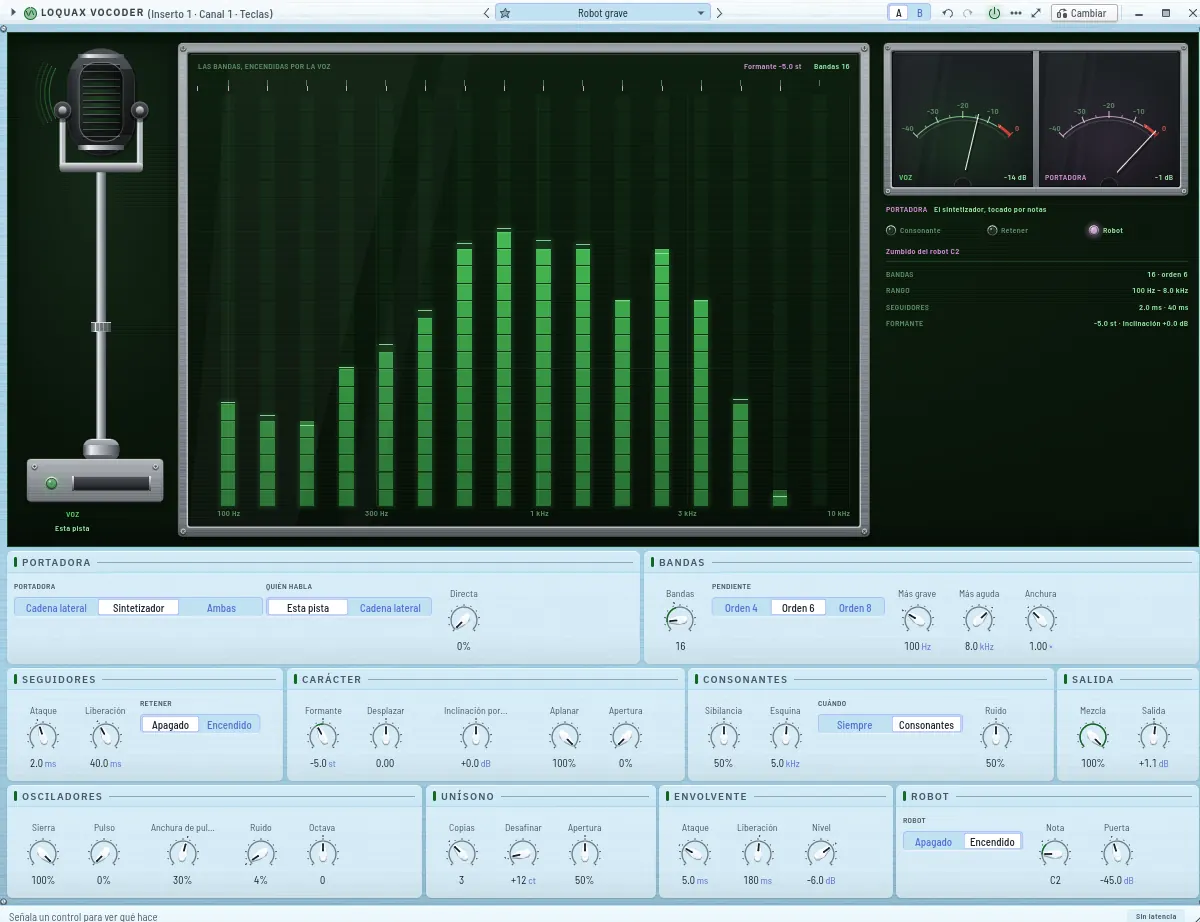 LOQUAX VOCODER (Inserto 1 · Canal 1 · Teclas)
Robot grave
A B
Cambiar
LAS BANDAS, ENCENDIDAS POR LA VOZ
Formante -5.0 st Bandas 16
100 Hz 300 Hz 1 kHz 3 kHz 10 kHz
VOZ
Esta pista
-40 -30 -20 -10 0
VOZ -14 dB
-40 -30 -20 -10 0
PORTADORA -1 dB
PORTADORA El sintetizador, tocado por notas
Consonante Retener Robot
Zumbido del robot C2
BANDAS 16 · orden 6
RANGO 100 Hz – 8.0 kHz
SEGUIDORES 2.0 ms · 40 ms
FORMANTE -5.0 st · Inclinación +0.0 dB
PORTADORA
PORTADORA QUIÉN HABLA
Cadena lateral Sintetizador Ambas Esta pista Cadena lateral
Directa
0%
BANDAS
Bandas PENDIENTE Más grave Más aguda Anchura
Orden 4 Orden 6 Orden 8
16 100 Hz 8.0 kHz 1.00 ×
SEGUIDORES
Ataque Liberación RETENER
Apagado Encendido
2.0 ms 40.0 ms
CARÁCTER
Formante Desplazar Inclinación por... Aplanar Apertura
-5.0 st 0.00 +0.0 dB 100% 0%
CONSONANTES
Sibilancia Esquina CUÁNDO Ruido
Siempre Consonantes
50% 5.0 kHz 50%
SALIDA
Mezcla Salida
100% +1.1 dB
OSCILADORES
Sierra Pulso Anchura de pul... Ruido Octava
100% 0% 30% 4% 0
UNÍSONO
Copias Desafinar Apertura
3 +12 ct 50%
ENVOLVENTE
Ataque Liberación Nivel
5.0 ms 180 ms -6.0 dB
ROBOT
ROBOT Nota Puerta
Apagado Encendido
C2 -45.0 dB
Señala un control para ver qué hace
Sin latencia